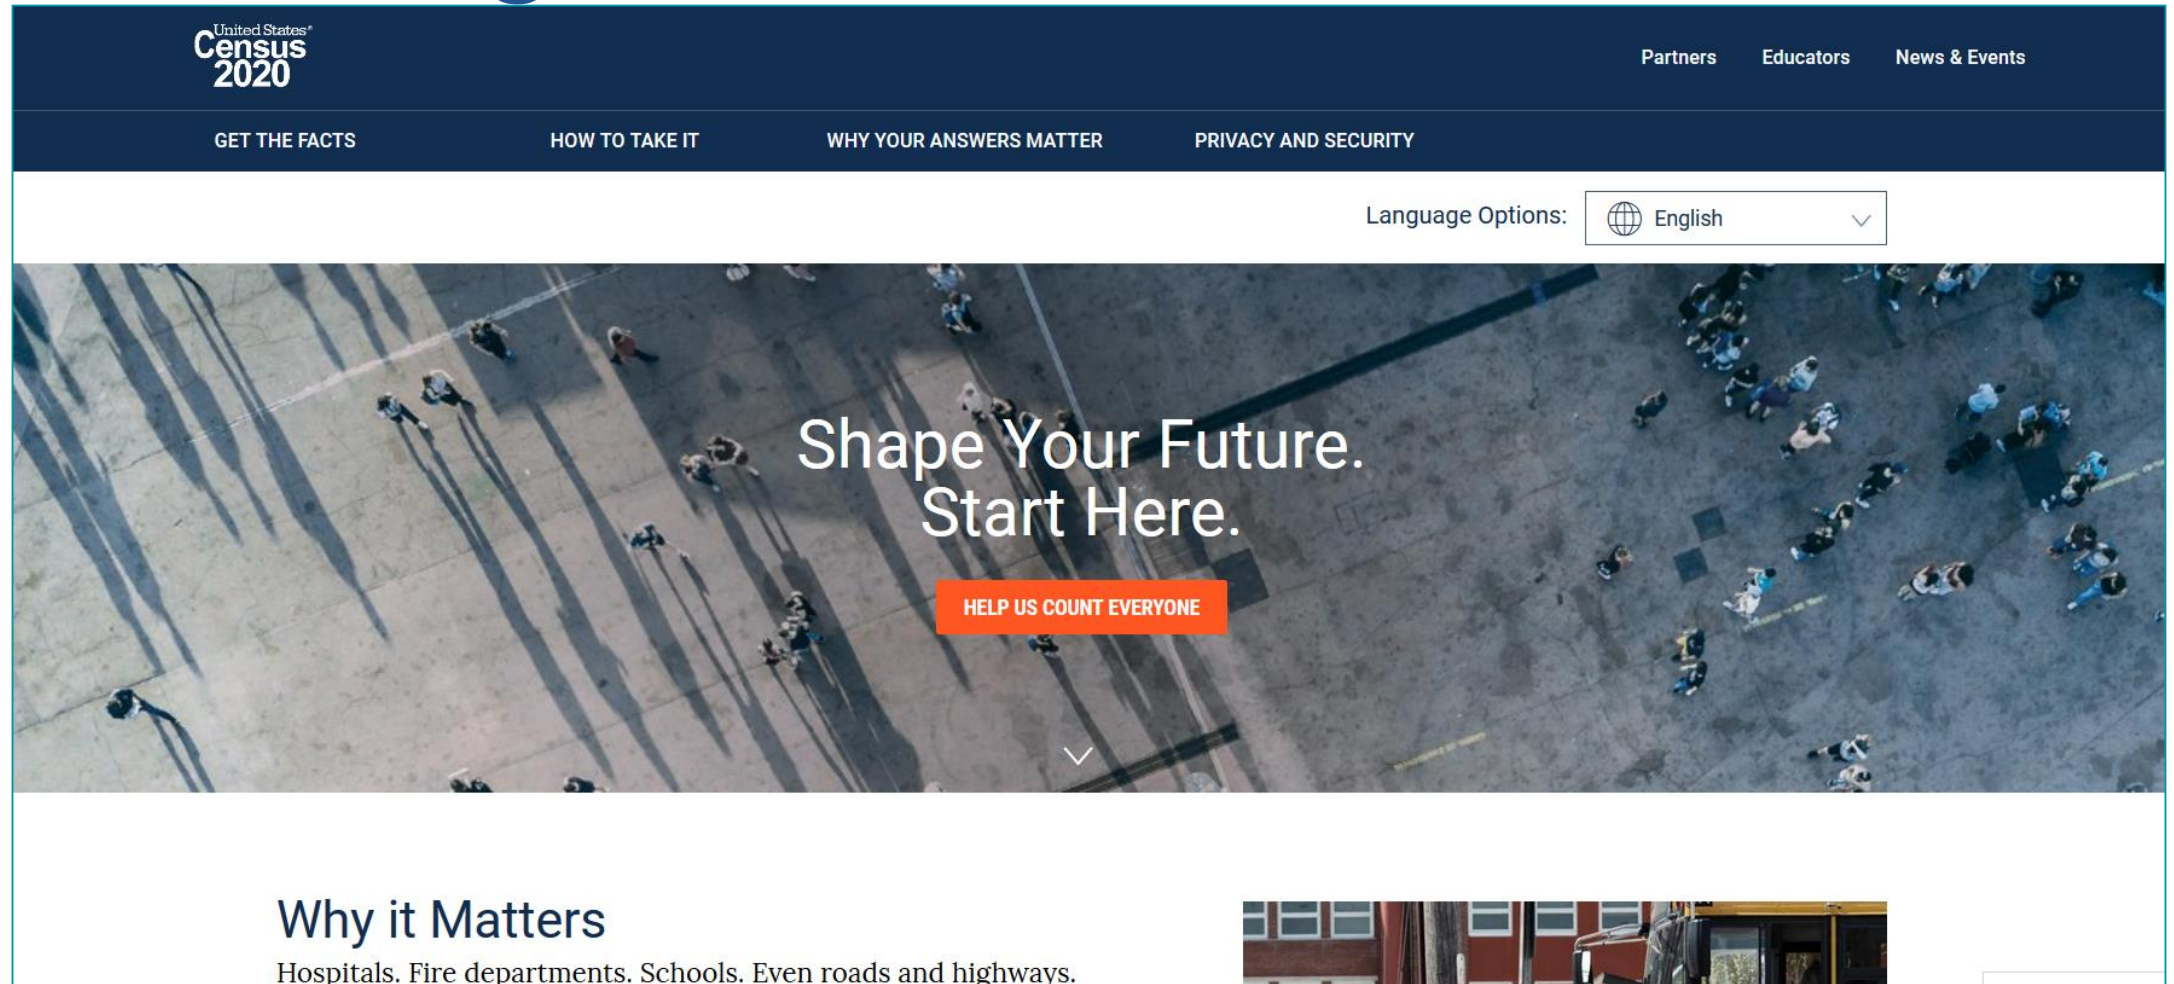 United States®
Census
2020
Partners Educators News & Events
GET THE FACTS HOW TO TAKE IT WHY YOUR ANSWERS MATTER PRIVACY AND SECURITY
Language Options: English
Shape Your Future.
Start Here.
HELP US COUNT EVERYONE
Why it Matters
Hospitals. Fire departments. Schools. Even roads and highways.